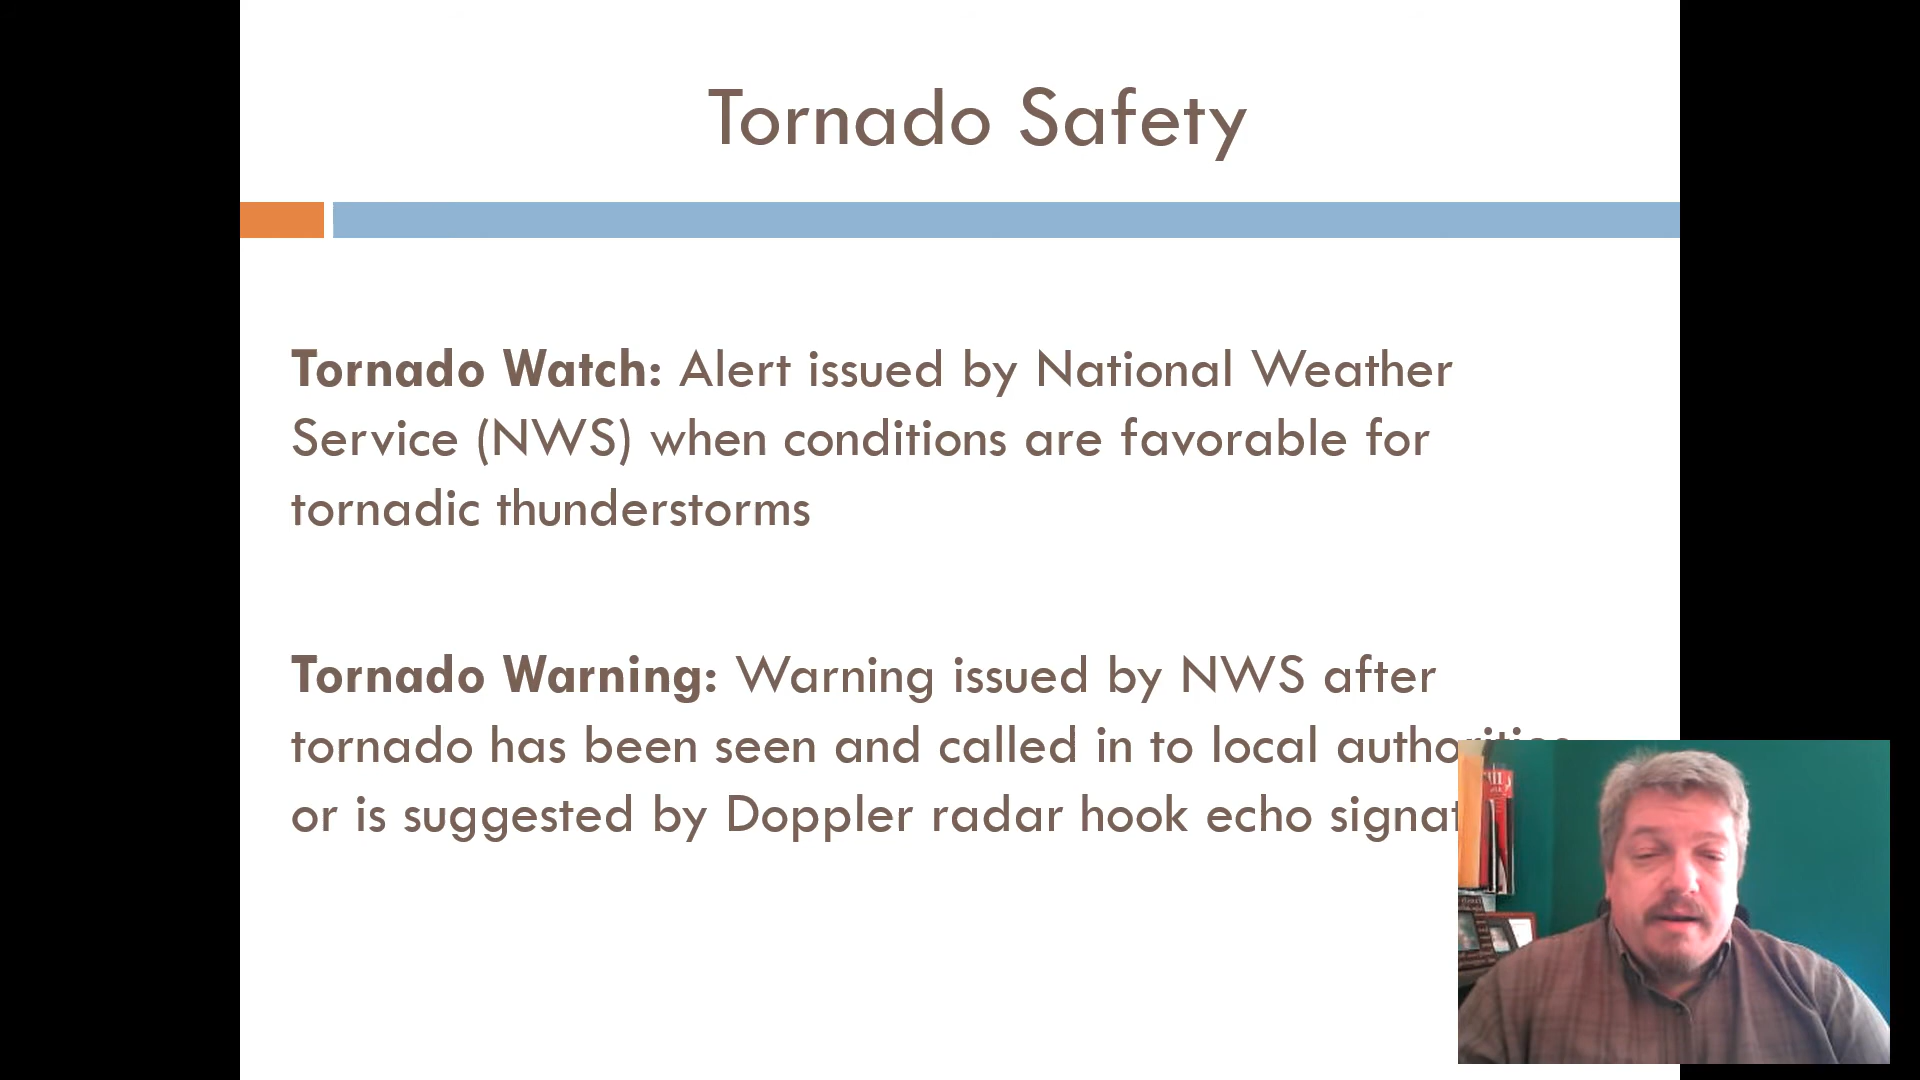 Tornado Safety
Tornado Watch: Alert issued by National Weather
Service (NWS) when conditions are favorable for
tornadic thunderstorms
Tornado Warning: Warning issued by NWS after
tornado has been seen and called in to local authorities
or is suggested by Doppler radar hook echo